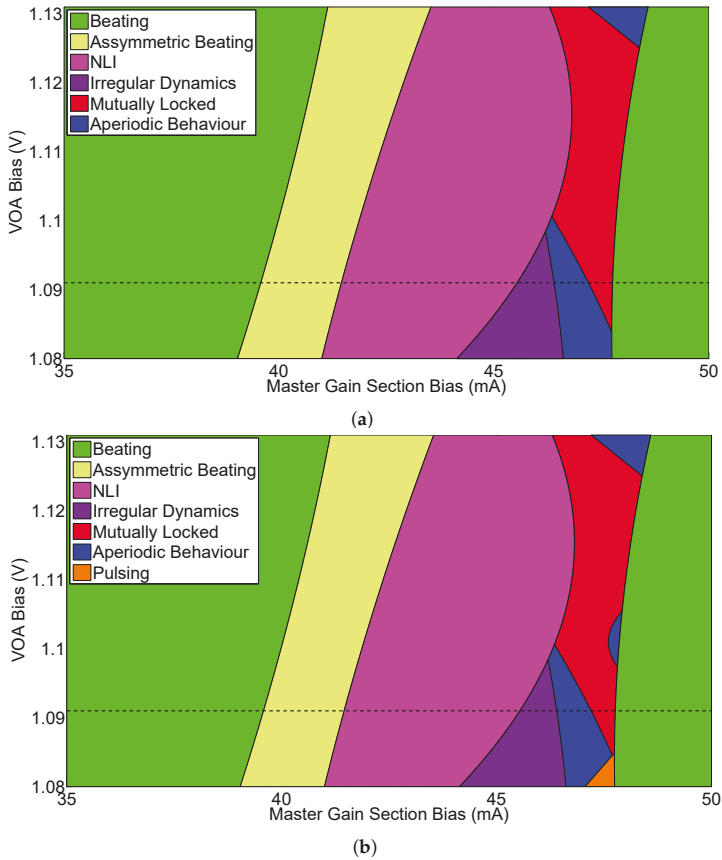 1.13
1.12
1.11
1.1
1.09
1.08
VOA Bias (V)
Beating
Assymmetric Beating
NLI
Irregular Dynamics
Mutually Locked
Aperiodic Behaviour
35
40
45
50
Master Gain Section Bias (mA)
(a)
1.13
1.12
1.11
1.1
1.09
1.08
VOA Bias (V)
Beating
Assymmetric Beating
NLI
Irregular Dynamics
Mutually Locked
Aperiodic Behaviour
Pulsing
35
40
45
50
Master Gain Section Bias (mA)
(b)